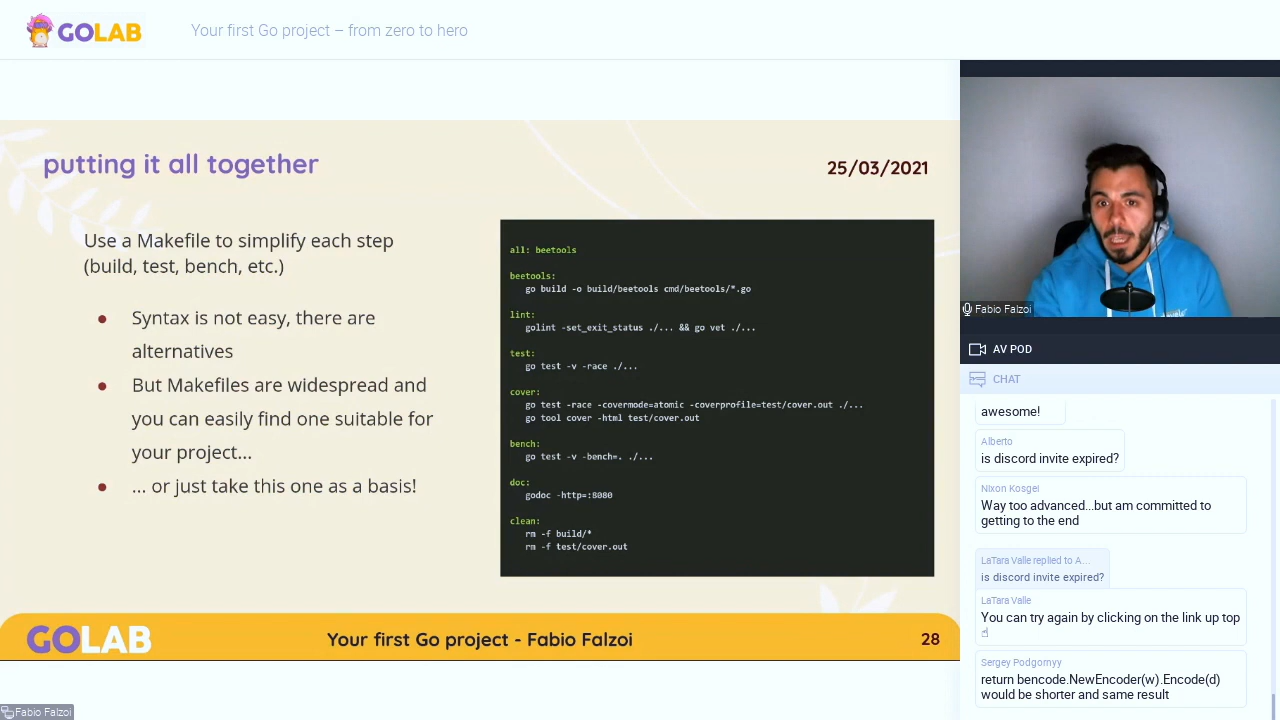 GOLAB
Your first Go project – from zero to hero
putting it all together
25/03/2021
Use a Makefile to simplify each step
(build, test, bench, etc.)
● Syntax is not easy, there are
alternatives
● But Makefiles are widespread and
you can easily find one suitable for
your project...
● ... or just take this one as a basis!
all: beetools
beetools:
go build -o build/beetools cmd/beetools/*.go
lint:
golint -set_exit_status ./... && go vet ./...
test:
go test -v -race ./...
cover:
go test -race -covermode=atomic -coverprofile=test/cover.out ./...
go tool cover -html test/cover.out
bench:
go test -v -bench=. ./...
doc:
godoc -http=:8080
clean:
rm -f build/*
rm -f test/cover.out
GOLAB
Your first Go project - Fabio Falzoi
28
Fabio Falzoi
Fabio Falzoi
AV POD
CHAT
awesome!
Alberto
is discord invite expired?
Nixon Kosgei
Way too advanced...but am committed to
getting to the end
LaTara Valle replied to A...
is discord invite expired?
LaTara Valle
You can try again by clicking on the link up top
☝
Sergey Podgornyy
return bencode.NewEncoder(w).Encode(d)
would be shorter and same result